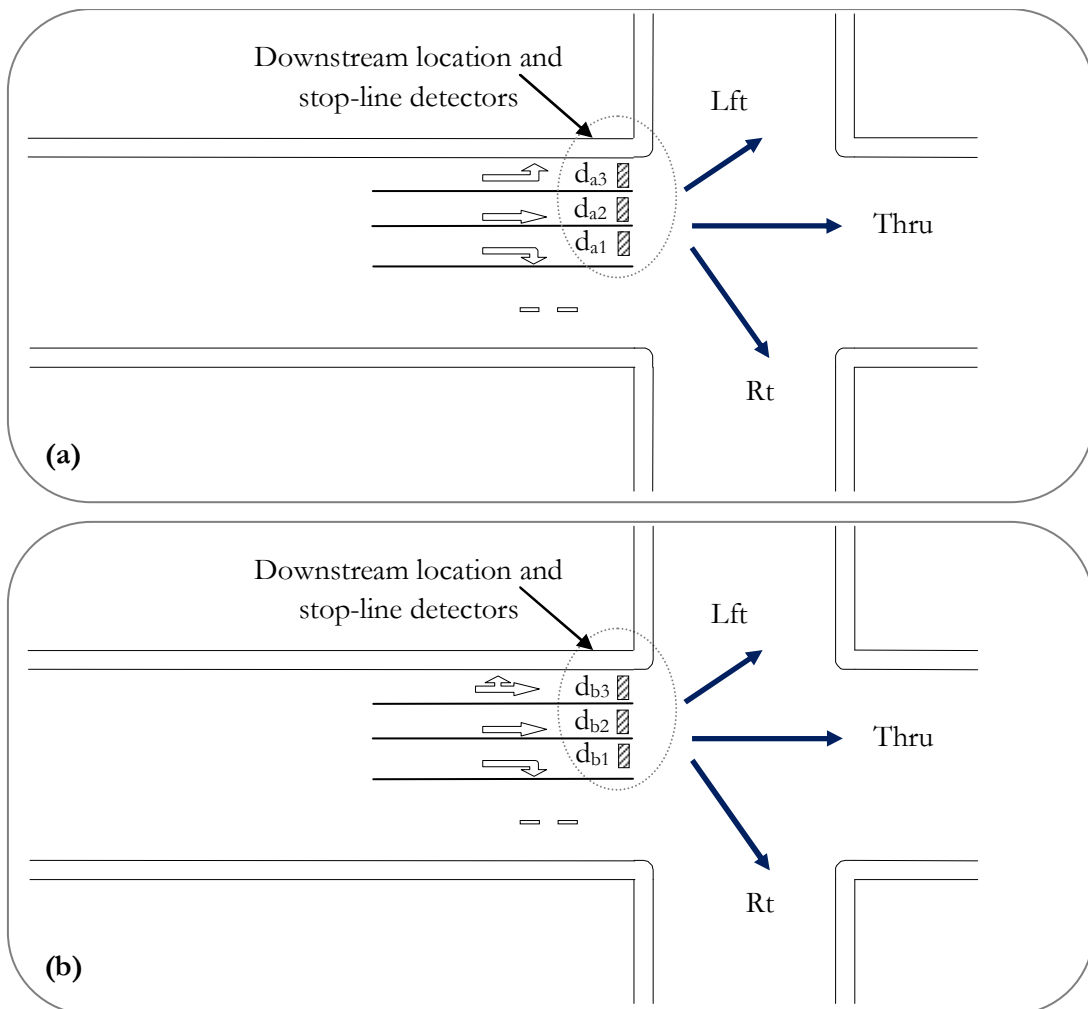 Downstream location and
stop-line detectors
Lft
da3
da2
da1
Thru
Rt
(a)
Downstream location and
stop-line detectors
Lft
db3
db2
db1
Thru
Rt
(b)